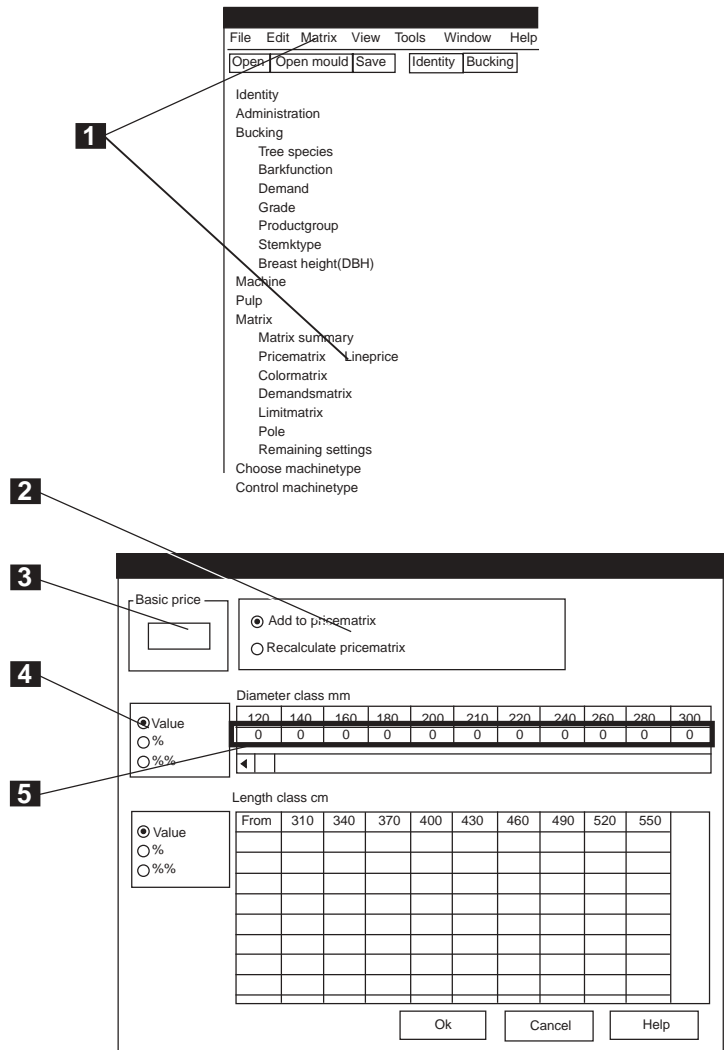 File Edit Matrix View Tools Window Help
Open Open mould Save Identity Bucking
Identity
Administration
1
Bucking
Tree species
Barkfunction
Demand
Grade
Productgroup
Stemktype
Breast height(DBH)
Machine
Pulp
Matrix
Matrix summary
Pricematrix Lineprice
Colormatrix
Demandsmatrix
Limitmatrix
Pole
Remaining settings
Choose machinetype
Control machinetype
2
3
Basic price
Add to pricematrix
Recalculate pricematrix
4
Diameter class mm
Value
%
%%
120 140 160 180 200 210 220 240 260 280 300
0 0 0 0 0 0 0 0 0 0 0
5
Length class cm
Value
%
%%
From 310 340 370 400 430 460 490 520 550
Ok Cancel Help